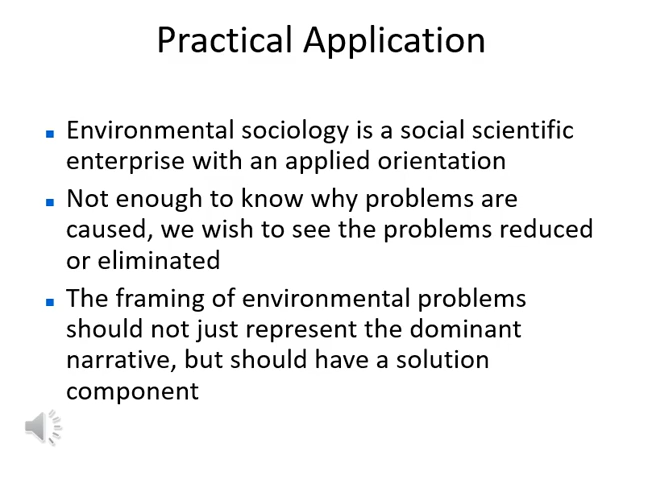 Practical Application
Environmental sociology is a social scientific
enterprise with an applied orientation
Not enough to know why problems are
caused, we wish to see the problems reduced
or eliminated
The framing of environmental problems
should not just represent the dominant
narrative, but should have a solution
component